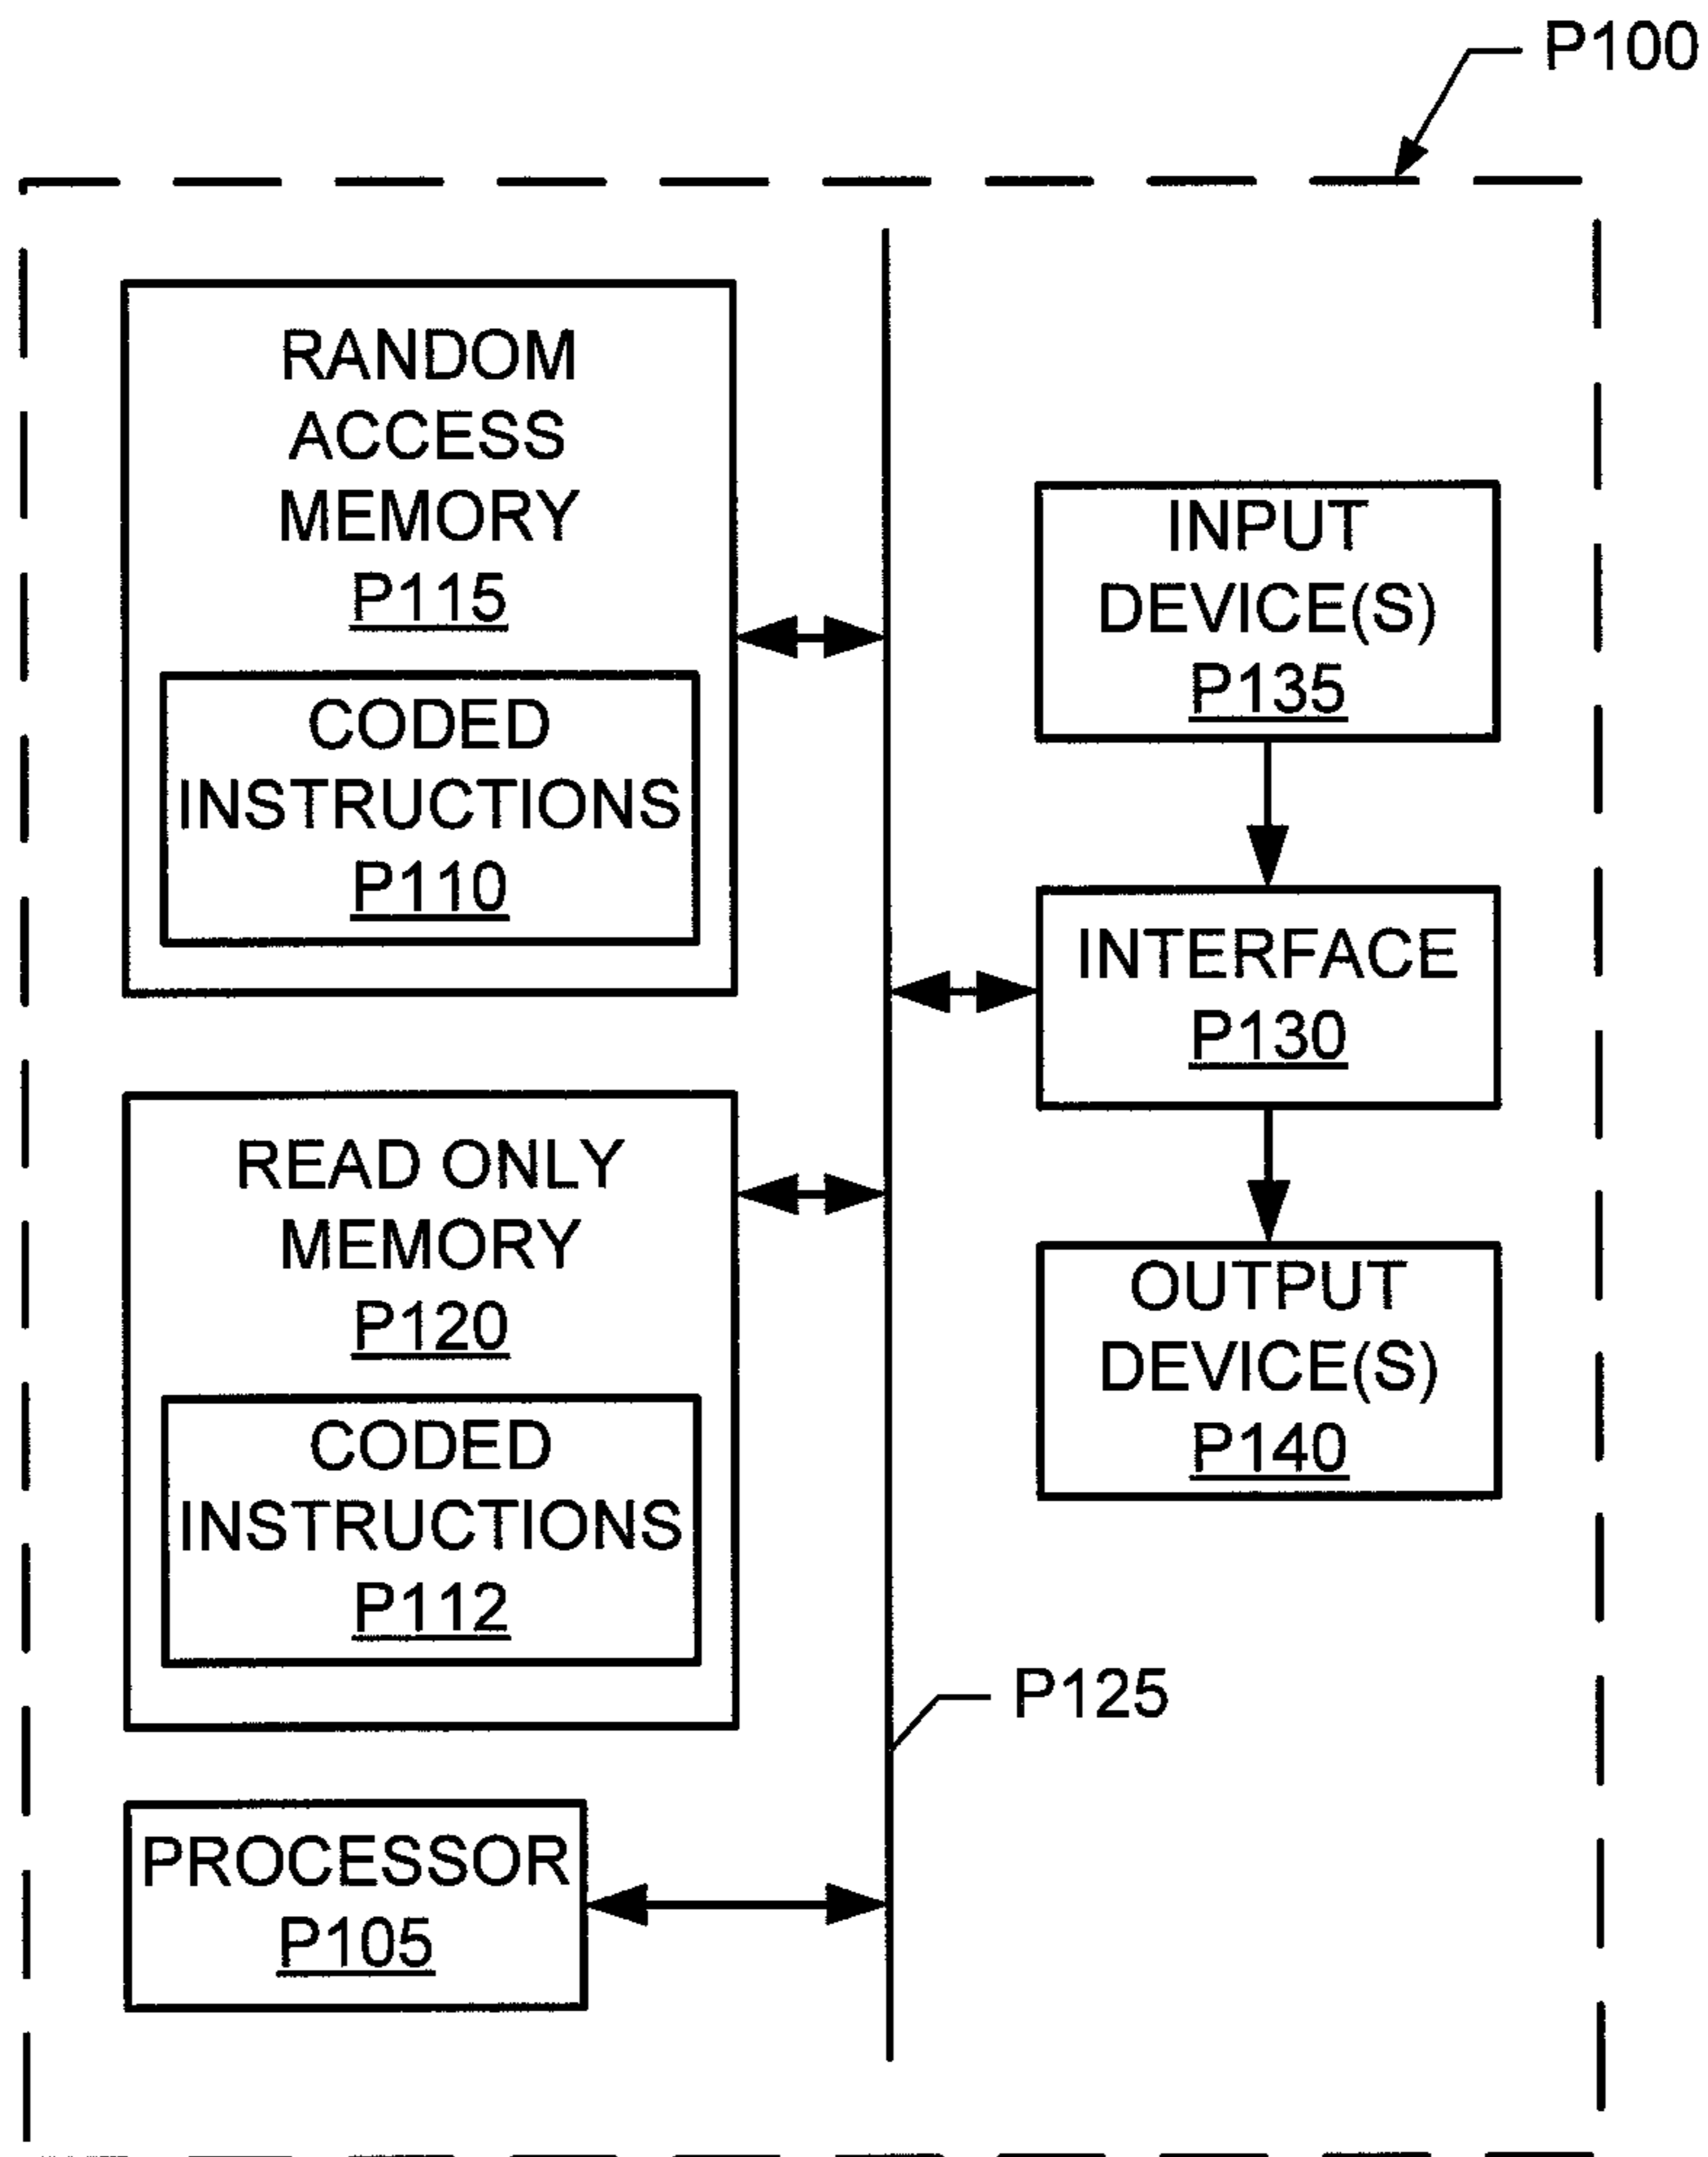 P100
RANDOM
ACCESS
MEMORY
P115
CODED
INSTRUCTIONS
P110
READ ONLY
MEMORY
P120
CODED
INSTRUCTIONS
P112
PROCESSOR
P105
INPUT
DEVICE(S)
P135
INTERFACE
P130
OUTPUT
DEVICE(S)
P140
P125